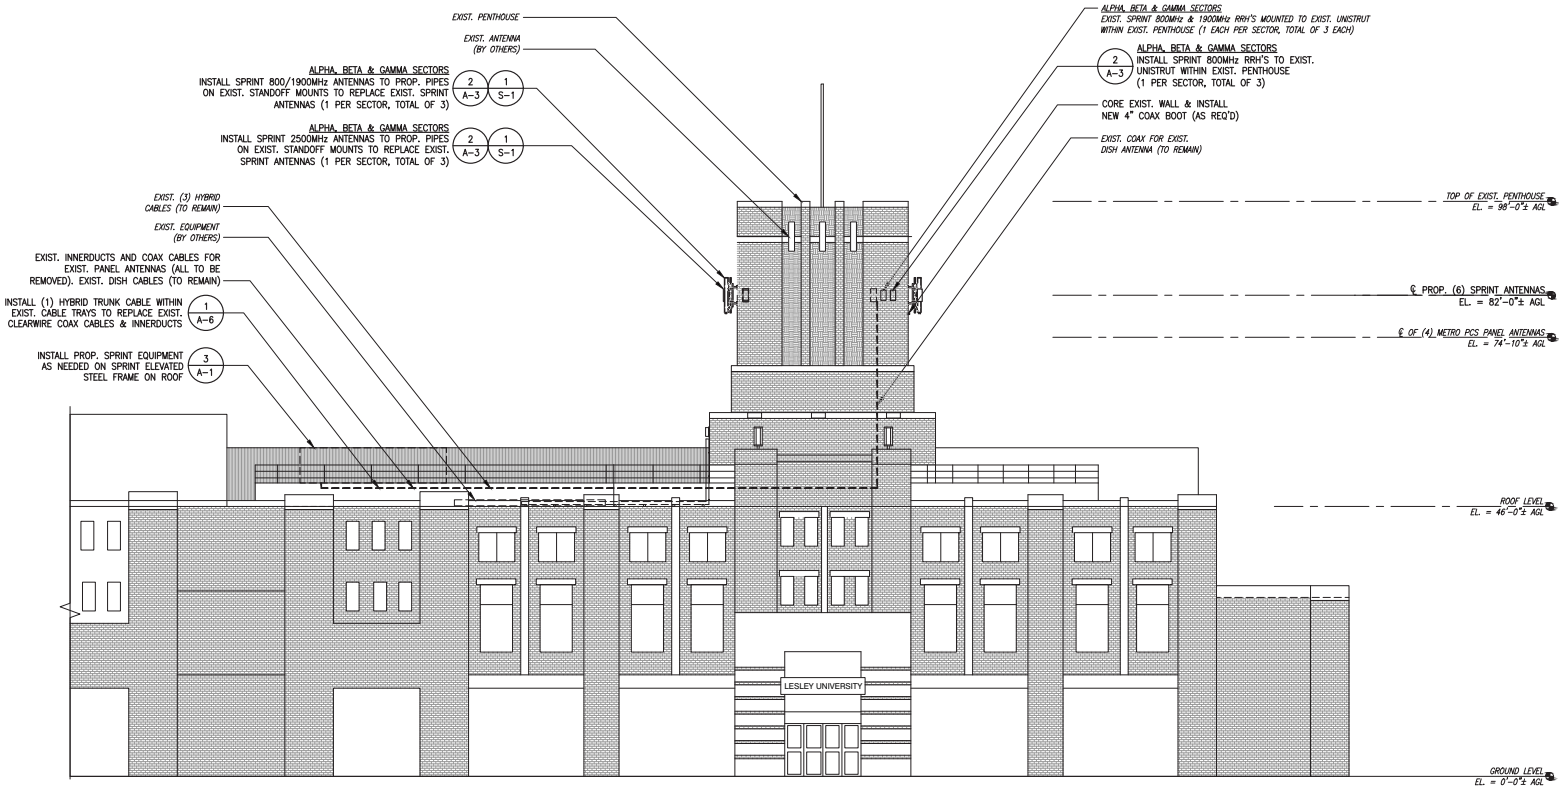 EXIST. PENTHOUSE
EXIST. ANTENNA
(BY OTHERS)
ALPHA, BETA & GAMMA SECTORS
INSTALL SPRINT 800/1900MHz ANTENNAS TO PROP. PIPES
ON EXIST. STANDOFF MOUNTS TO REPLACE EXIST. SPRINT
ANTENNAS (1 PER SECTOR, TOTAL OF 3)
2
A-3
1
S-1
ALPHA, BETA & GAMMA SECTORS
INSTALL SPRINT 2500MHz ANTENNAS TO PROP. PIPES
ON EXIST. STANDOFF MOUNTS TO REPLACE EXIST.
SPRINT ANTENNAS (1 PER SECTOR, TOTAL OF 3)
2
A-3
1
S-1
EXIST. (3) HYBRID
CABLES (TO REMAIN)
EXIST. EQUIPMENT
(BY OTHERS)
EXIST. INNERDUCTS AND COAX CABLES FOR
EXIST. PANEL ANTENNAS (ALL TO BE
REMOVED). EXIST. DISH CABLES (TO REMAIN)
INSTALL (1) HYBRID TRUNK CABLE WITHIN
EXIST. CABLE TRAYS TO REPLACE EXIST.
CLEARWIRE COAX CABLES & INNERDUCTS
1
A-6
INSTALL PROP. SPRINT EQUIPMENT
AS NEEDED ON SPRINT ELEVATED
STEEL FRAME ON ROOF
3
A-1
ALPHA, BETA & GAMMA SECTORS
EXIST. SPRINT 800MHz & 1900MHz RRH'S MOUNTED TO EXIST. UNISTRUT
WITHIN EXIST. PENTHOUSE (1 EACH PER SECTOR, TOTAL OF 3 EACH)
2
A-3
ALPHA, BETA & GAMMA SECTORS
INSTALL SPRINT 800MHz RRH'S TO EXIST.
UNISTRUT WITHIN EXIST. PENTHOUSE
(1 PER SECTOR, TOTAL OF 3)
CORE EXIST. WALL & INSTALL
NEW 4" COAX BOOT (AS REQ'D)
EXIST. COAX FOR EXIST.
DISH ANTENNA (TO REMAIN)
TOP OF EXIST. PENTHOUSE
EL. = 98'-0"± AGL
℄ PROP. (6) SPRINT ANTENNAS
EL. = 82'-0"± AGL
℄ OF (4) METRO PCS PANEL ANTENNAS
EL. = 74'-10"± AGL
ROOF LEVEL
EL. = 46'-0"± AGL
LESLEY UNIVERSITY
GROUND LEVEL
EL. = 0'-0"± AGL